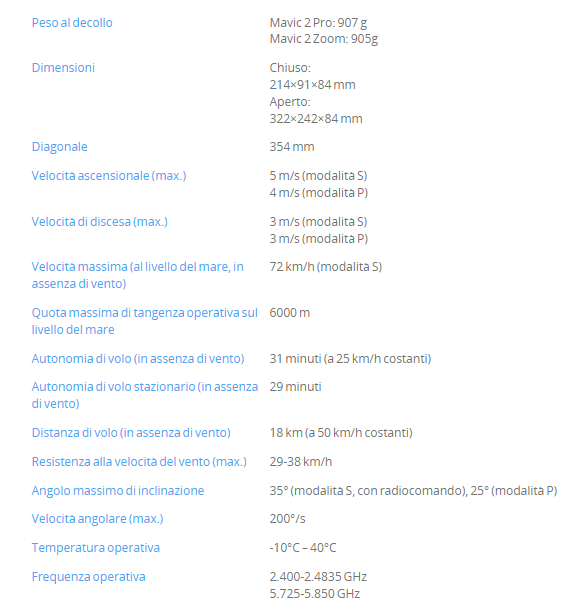 Peso al decollo
Mavic 2 Pro: 907 g
Mavic 2 Zoom: 905g
Dimensioni
Chiuso:
214×91×84 mm
Aperto:
322×242×84 mm
Diagonale
354 mm
Velocità ascensionale (max.)
5 m/s (modalità S)
4 m/s (modalità P)
Velocità di discesa (max.)
3 m/s (modalità S)
3 m/s (modalità P)
Velocità massima (al livello del mare, in
assenza di vento)
72 km/h (modalità S)
Quota massima di tangenza operativa sul
livello del mare
6000 m
Autonomia di volo (in assenza di vento)
31 minuti (a 25 km/h costanti)
Autonomia di volo stazionario (in assenza
di vento)
29 minuti
Distanza di volo (in assenza di vento)
18 km (a 50 km/h costanti)
Resistenza alla velocità del vento (max.)
29-38 km/h
Angolo massimo di inclinazione
35° (modalità S, con radiocomando), 25° (modalità P)
Velocità angolare (max.)
200°/s
Temperatura operativa
-10°C – 40°C
Frequenza operativa
2.400-2.4835 GHz
5.725-5.850 GHz